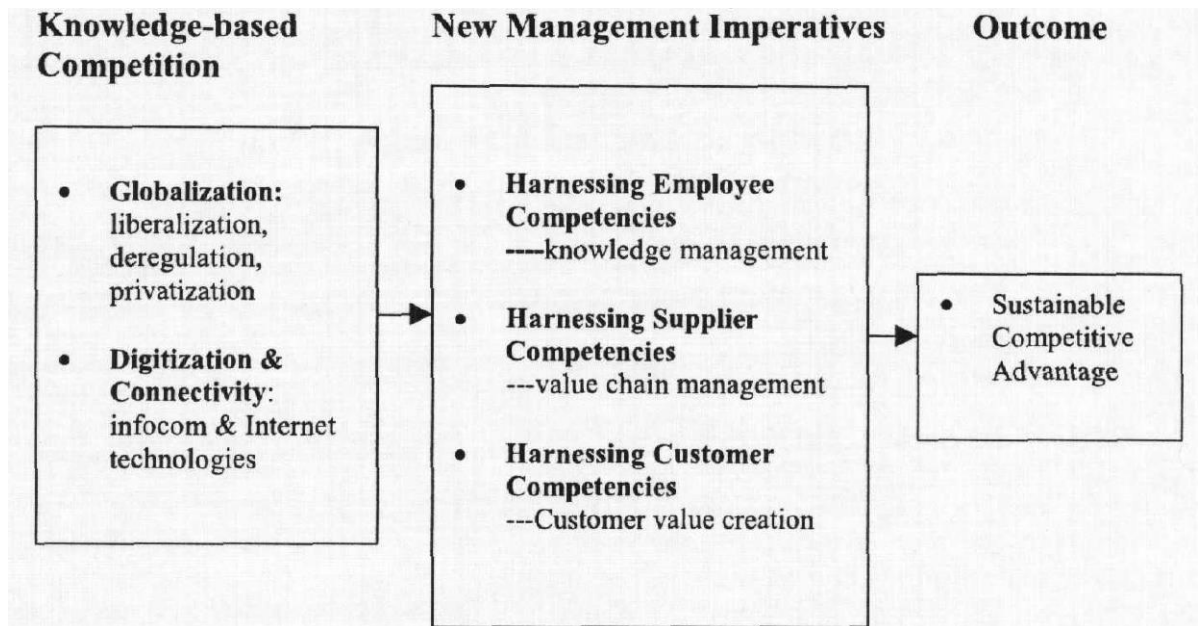 Knowledge-based
Competition
• Globalization:
liberalization,
deregulation,
privatization
• Digitization &
Connectivity:
infocom & Internet
technologies
New Management Imperatives
• Harnessing Employee
Competencies
----knowledge management
• Harnessing Supplier
Competencies
---value chain management
• Harnessing Customer
Competencies
---Customer value creation
Outcome
• Sustainable
Competitive
Advantage